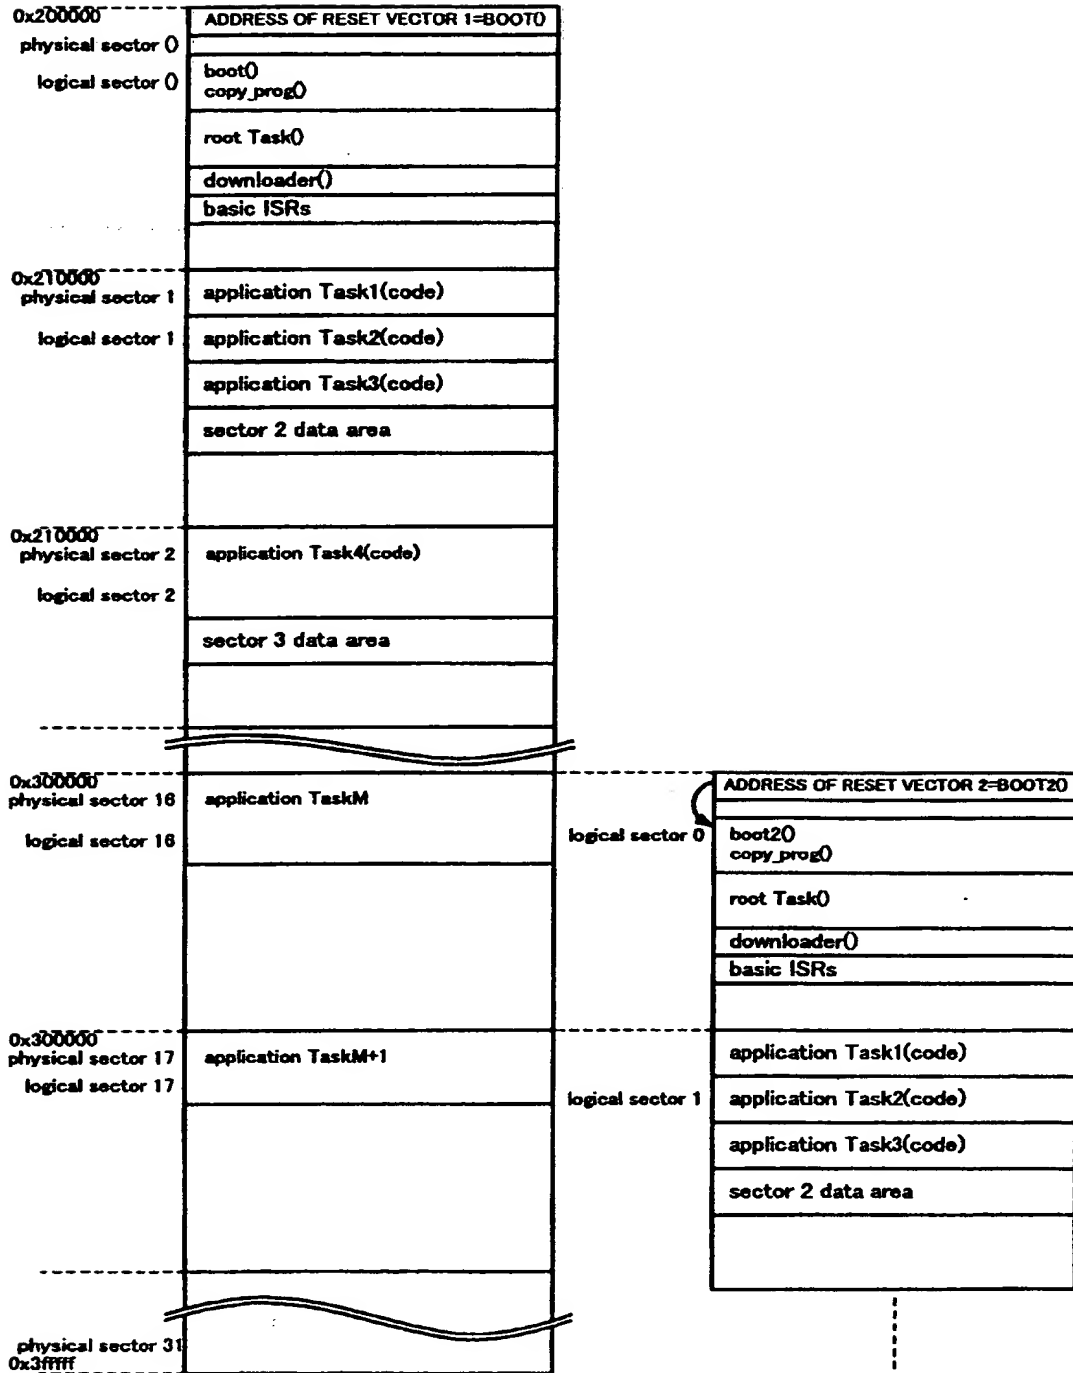 0x200000
ADDRESS OF RESET VECTOR 1=BOOT()
physical sector 0
logical sector 0
boot()
copy_prog()
root Task()
downloader()
basic ISRs
0x210000
physical sector 1
application Task1(code)
logical sector 1
application Task2(code)
application Task3(code)
sector 2 data area
0x210000
physical sector 2
application Task4(code)
logical sector 2
sector 3 data area
0x300000
physical sector 16
application TaskM
logical sector 16
0x300000
physical sector 17
application TaskM+1
logical sector 17
physical sector 31
0x3fffff
ADDRESS OF RESET VECTOR 2=BOOT2()
logical sector 0
boot2()
copy_prog()
root Task()
downloader()
basic ISRs
application Task1(code)
logical sector 1
application Task2(code)
application Task3(code)
sector 2 data area